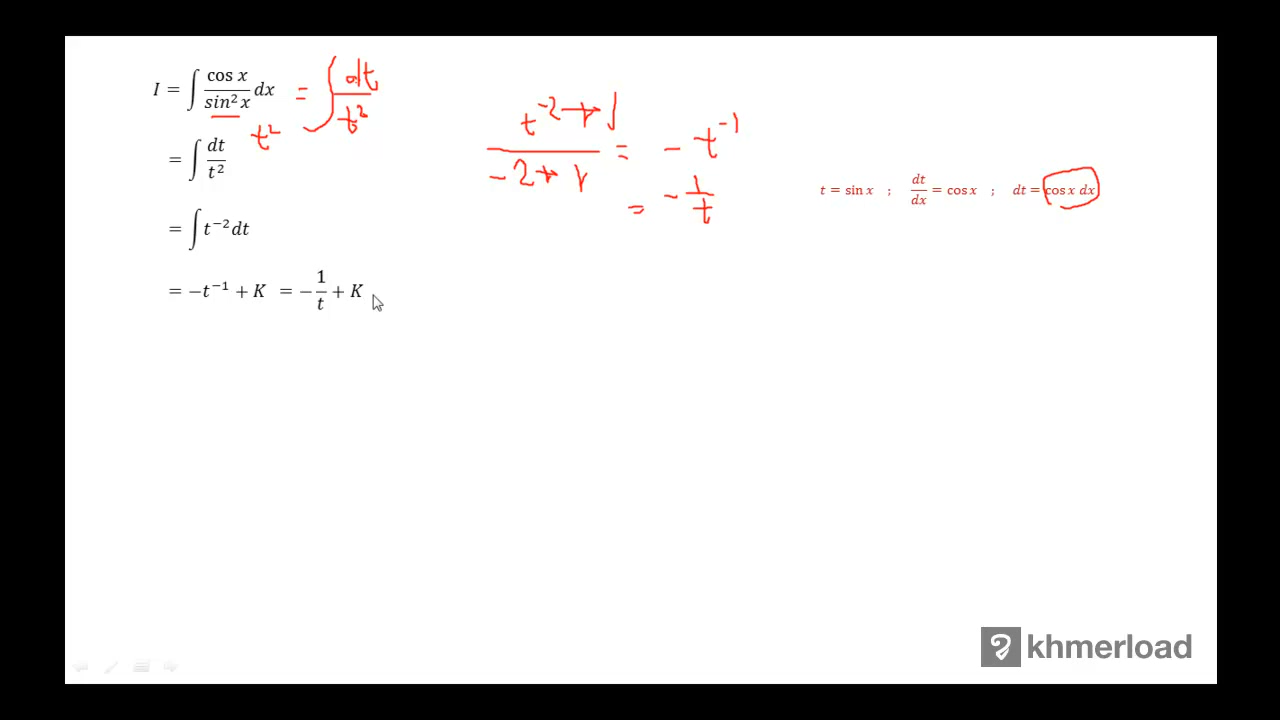 I = ∫ cos x / sin² x dx = ∫ dt / t²
t²
= ∫ dt / t²
= ∫ t⁻² dt
= −t⁻¹ + K = − 1/t + K
t⁻²⁺¹ / −2+1 = − t⁻¹
= − 1/t
t = sin x ; dt/dx = cos x ; dt = cos x dx
khmerload